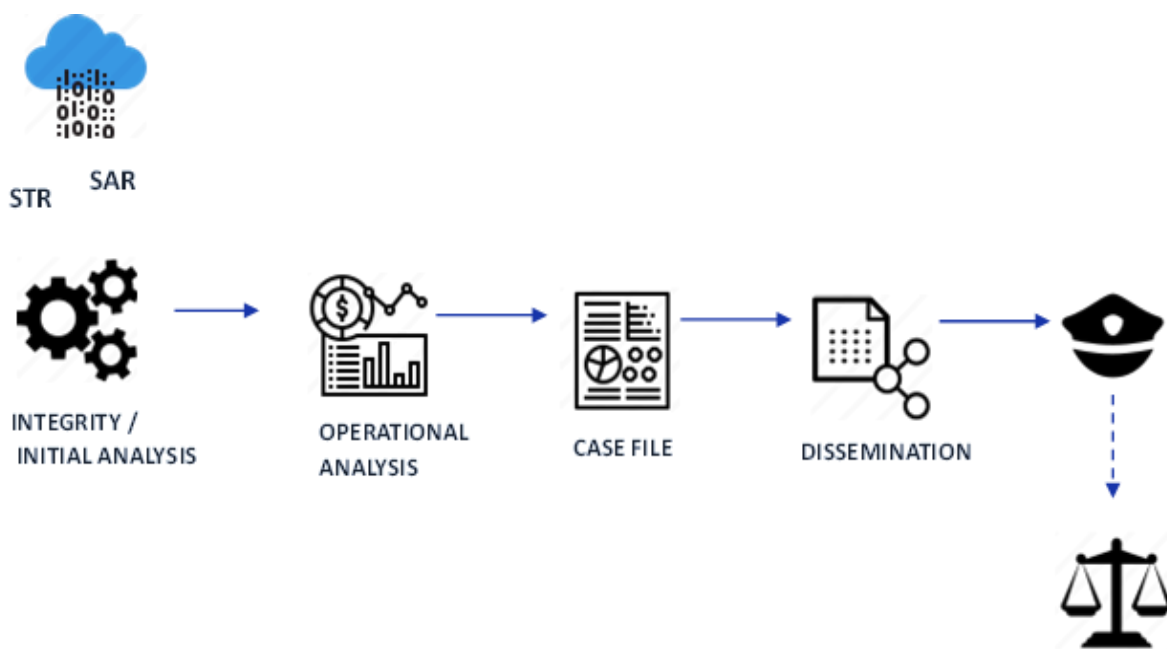 SAR
STR
INTEGRITY /
INITIAL ANALYSIS
OPERATIONAL
ANALYSIS
CASE FILE
DISSEMINATION